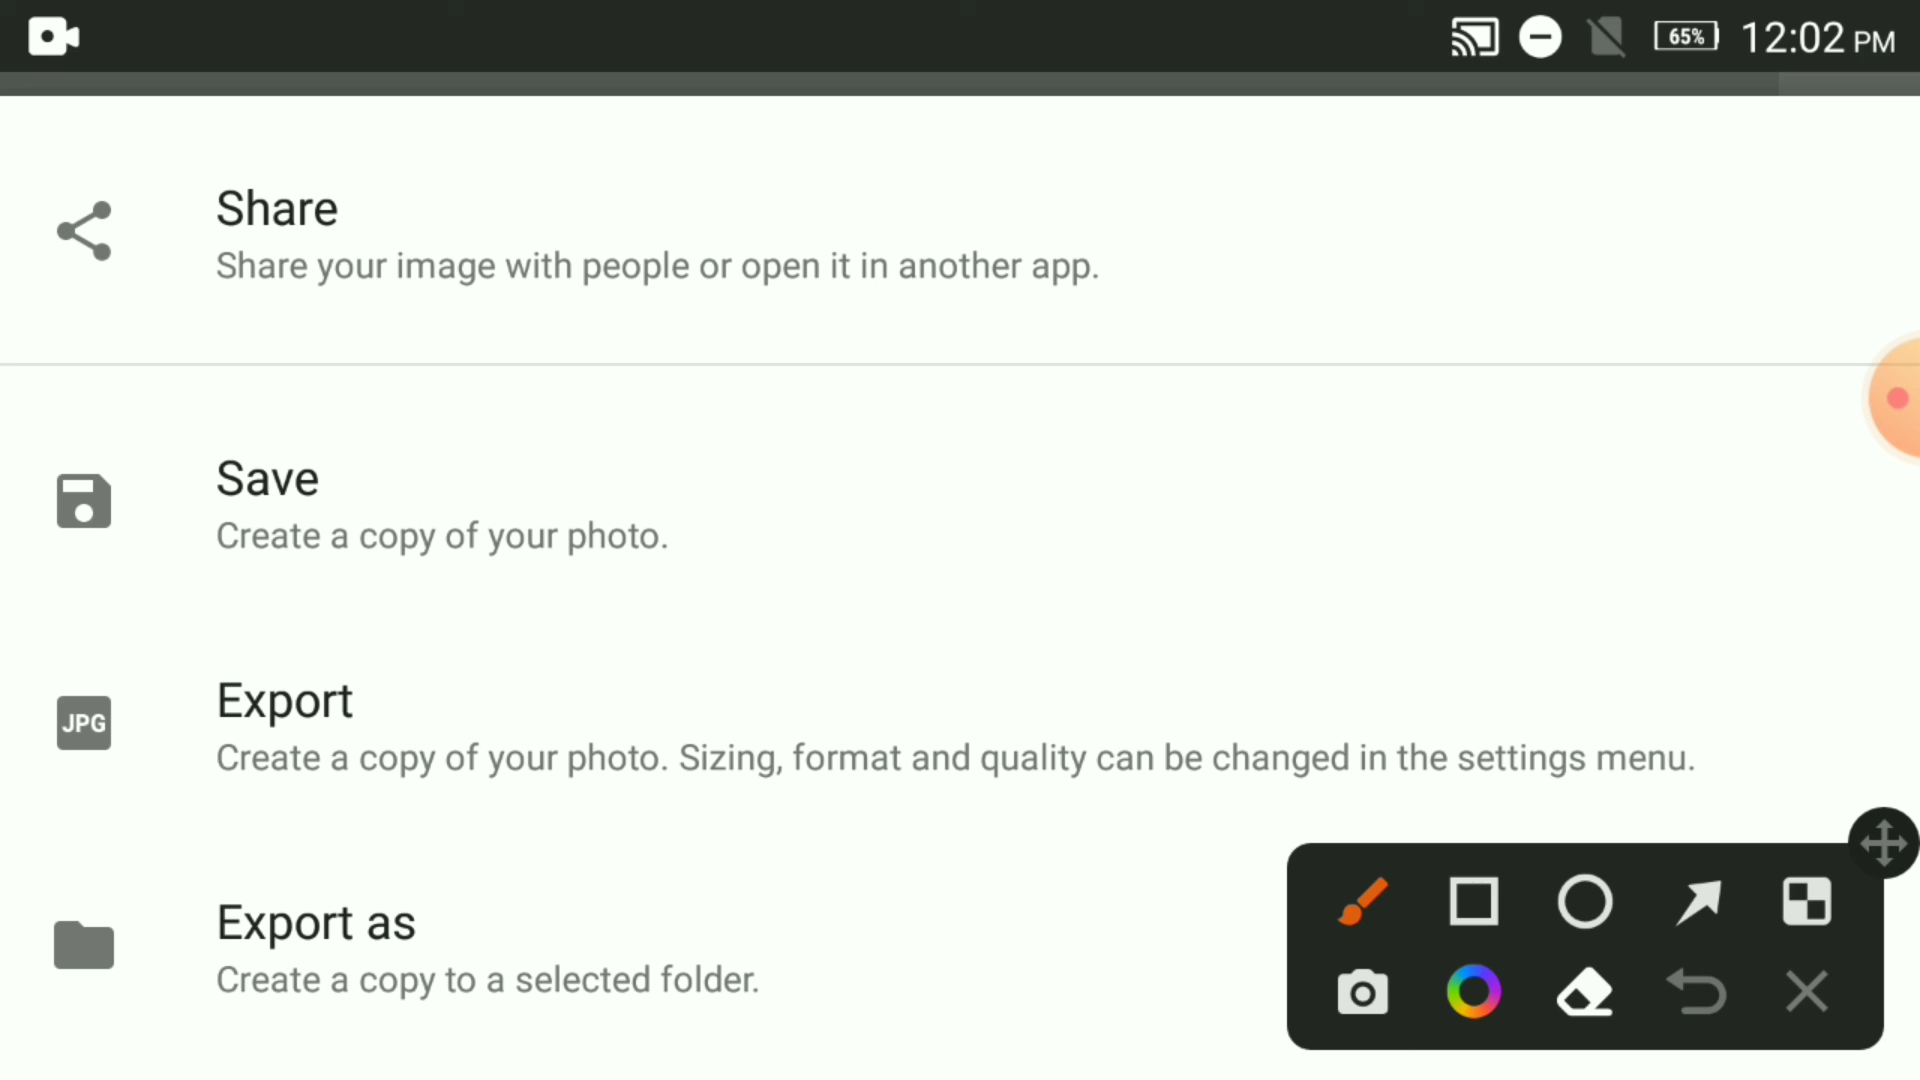 65% 12:02 PM
Share
Share your image with people or open it in another app.
Save
Create a copy of your photo.
JPG
Export
Create a copy of your photo. Sizing, format and quality can be changed in the settings menu.
Export as
Create a copy to a selected folder.